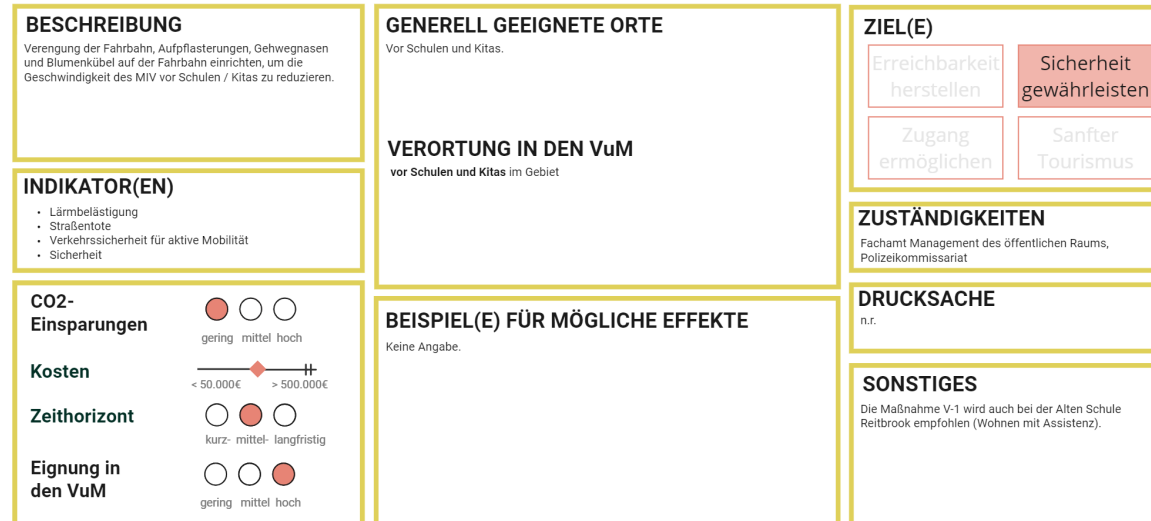 BESCHREIBUNG
Verengung der Fahrbahn, Aufpflasterungen, Gehwegnasen
und Blumenkübel auf der Fahrbahn einrichten, um die
Geschwindigkeit des MIV vor Schulen / Kitas zu reduzieren.
INDIKATOR(EN)
• Lärmbelästigung
• Straßentote
• Verkehrssicherheit für aktive Mobilität
• Sicherheit
CO2-
Einsparungen
gering mittel hoch
Kosten
< 50.000€ > 500.000€
Zeithorizont
kurz- mittel- langfristig
Eignung in
den VuM
gering mittel hoch
GENERELL GEEIGNETE ORTE
Vor Schulen und Kitas.
VERORTUNG IN DEN VuM
vor Schulen und Kitas im Gebiet
BEISPIEL(E) FÜR MÖGLICHE EFFEKTE
Keine Angabe.
ZIEL(E)
Erreichbarkeit
herstellen
Sicherheit
gewährleisten
Zugang
ermöglichen
Sanfter
Tourismus
ZUSTÄNDIGKEITEN
Fachamt Management des öffentlichen Raums,
Polizeikommissariat
DRUCKSACHE
n.r.
SONSTIGES
Die Maßnahme V-1 wird auch bei der Alten Schule
Reitbrook empfohlen (Wohnen mit Assistenz).